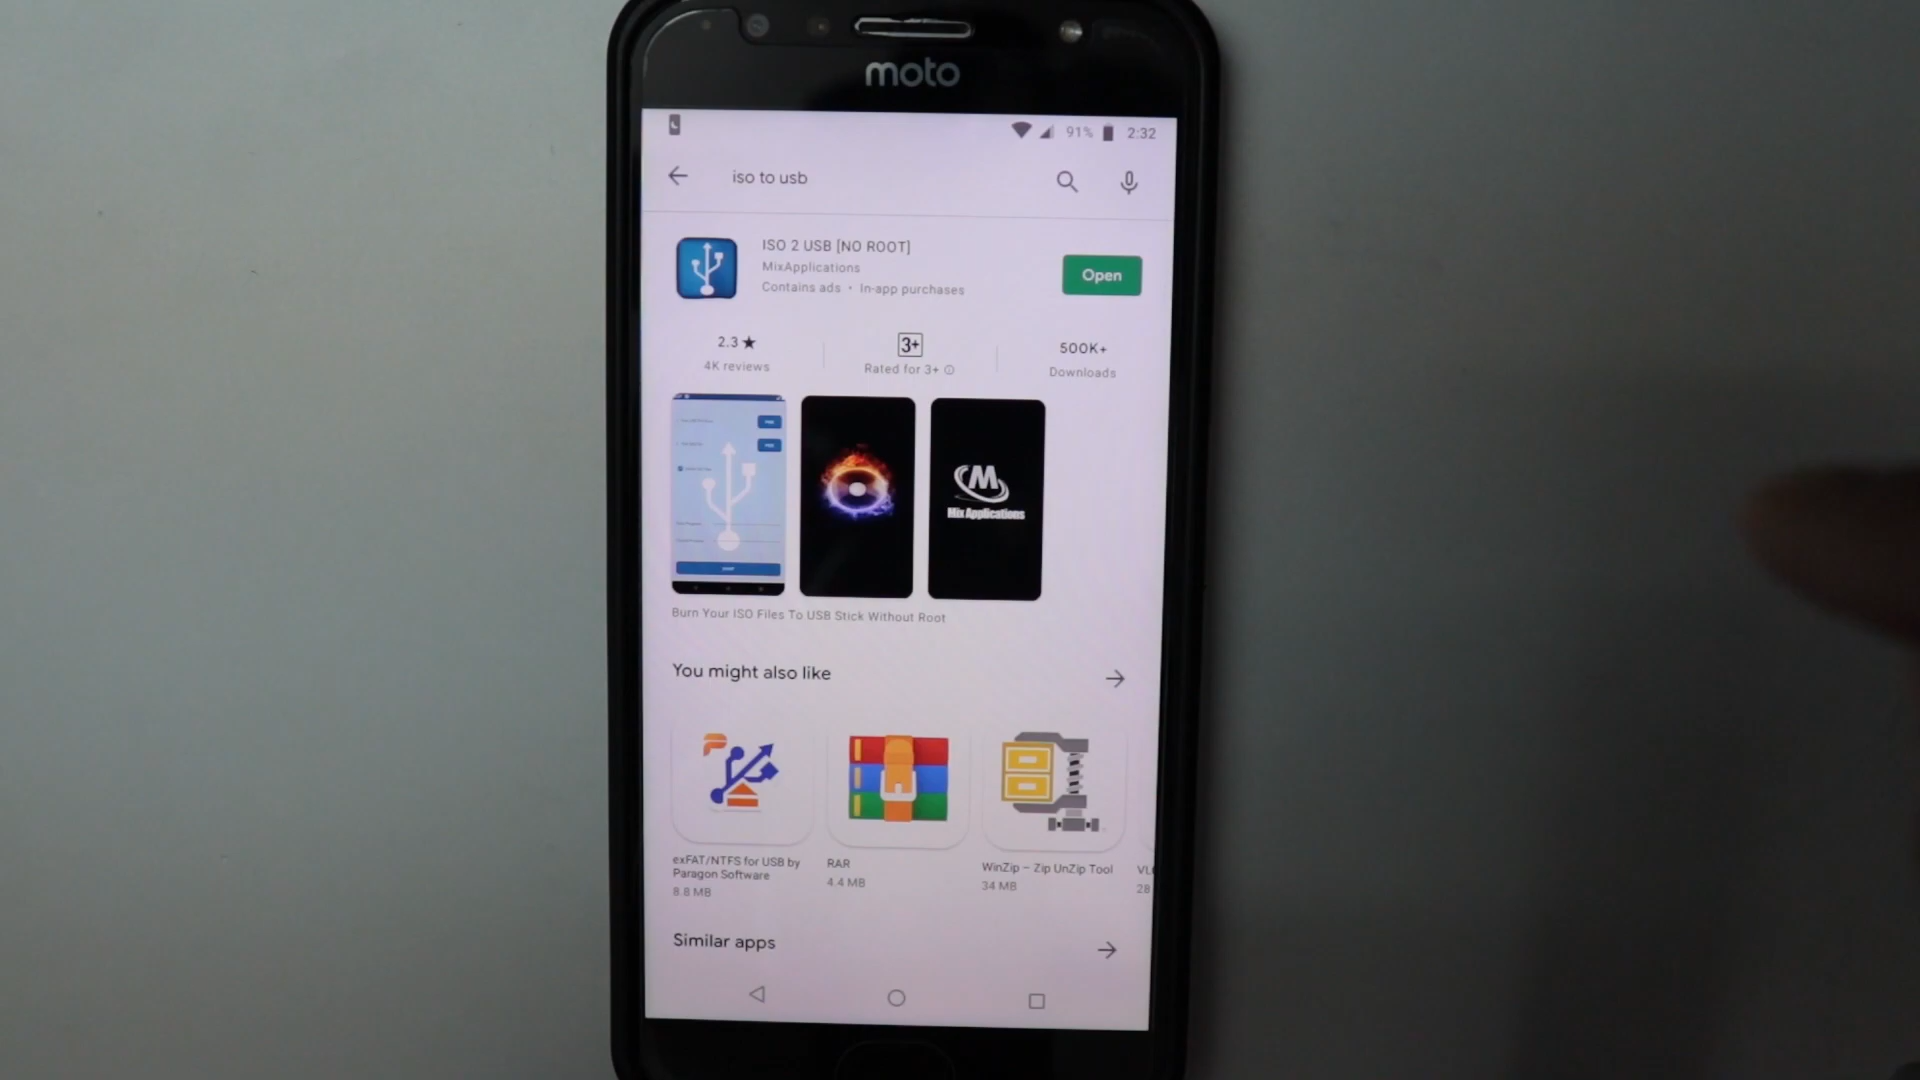 moto
91% 2:32
iso to usb
ISO 2 USB [NO ROOT]
MixApplications
Contains ads • In-app purchases
Open
2.3 ★
4K reviews
3+
Rated for 3+
500K+
Downloads
M
Mix Applications
Burn Your ISO Files To USB Stick Without Root
You might also like
exFAT/NTFS for USB by
Paragon Software
8.8 MB
RAR
4.4 MB
WinZip – Zip UnZip Tool
34 MB
VL
28
Similar apps